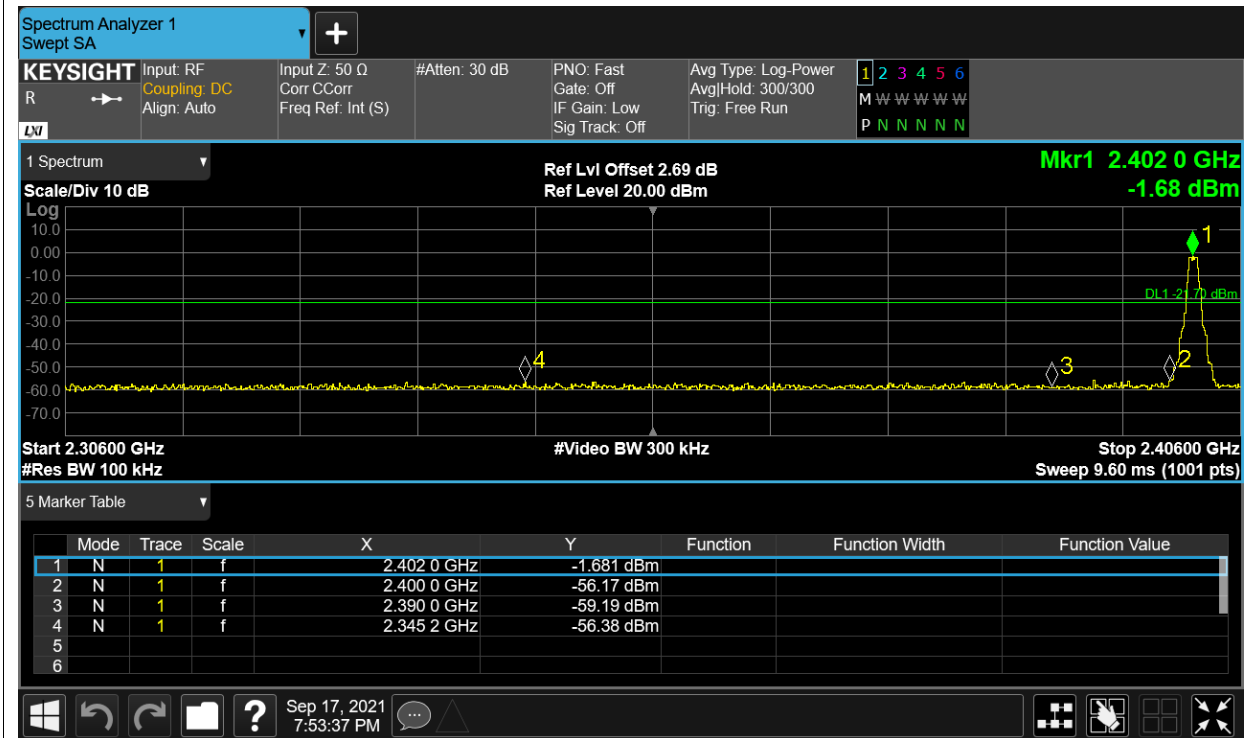 Spectrum Analyzer 1
Swept SA
KEYSIGHT Input: RF Input Z: 50 Ω #Atten: 30 dB PNO: Fast Avg Type: Log-Power 1 2 3 4 5 6
R Coupling: DC Corr CCorr Gate: Off Avg|Hold: 300/300 M W W W W W
Align: Auto Freq Ref: Int (S) IF Gain: Low Trig: Free Run
LXI Sig Track: Off P N N N N N
1 Spectrum Ref Lvl Offset 2.69 dB Mkr1 2.402 0 GHz
Scale/Div 10 dB Ref Level 20.00 dBm -1.68 dBm
Log
10.0 1
0.00
-10.0
-20.0 DL1 -21.70 dBm
-30.0
-40.0
-50.0 4 3 2
-60.0
-70.0
Start 2.30600 GHz #Video BW 300 kHz Stop 2.40600 GHz
#Res BW 100 kHz Sweep 9.60 ms (1001 pts)
5 Marker Table
Mode Trace Scale X Y Function Function Width Function Value
1 N 1 f 2.402 0 GHz -1.681 dBm
2 N 1 f 2.400 0 GHz -56.17 dBm
3 N 1 f 2.390 0 GHz -59.19 dBm
4 N 1 f 2.345 2 GHz -56.38 dBm
5
6
? Sep 17, 2021
7:53:37 PM